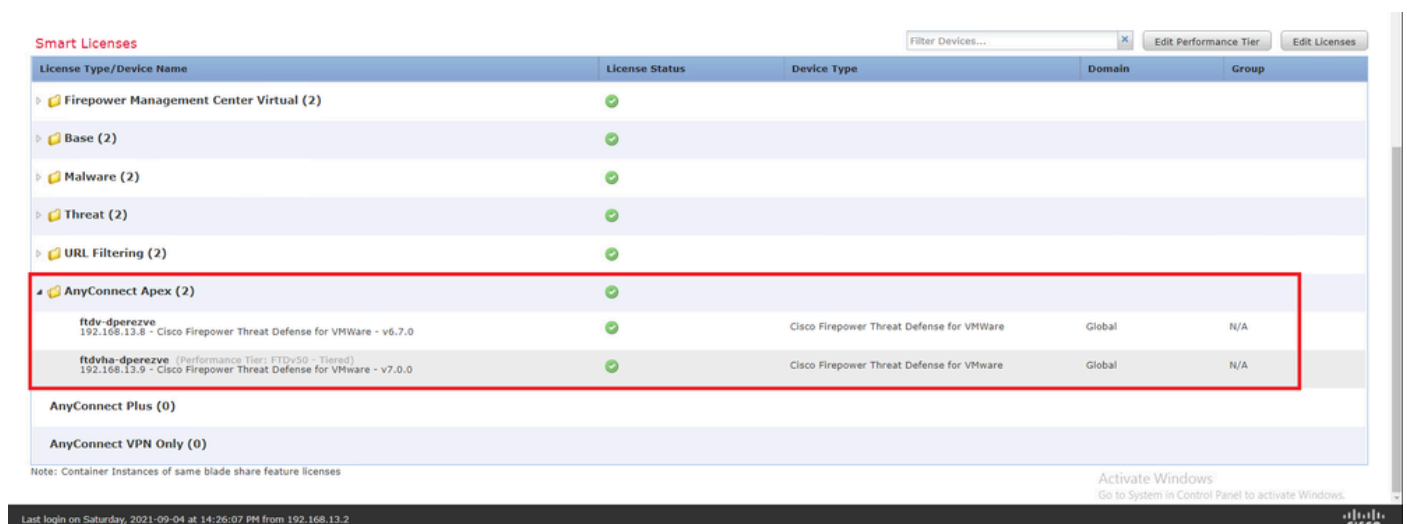 Smart Licenses
Filter Devices...
Edit Performance Tier
Edit Licenses
License Type/Device Name License Status Device Type Domain Group
Firepower Management Center Virtual (2)
Base (2)
Malware (2)
Threat (2)
URL Filtering (2)
AnyConnect Apex (2)
ftdv-dperezve
192.168.13.8 - Cisco Firepower Threat Defense for VMWare - v6.7.0 Cisco Firepower Threat Defense for VMWare Global N/A
ftdvha-dperezve (Performance Tier: FTDv50 - Tiered)
192.168.13.9 - Cisco Firepower Threat Defense for VMware - v7.0.0 Cisco Firepower Threat Defense for VMware Global N/A
AnyConnect Plus (0)
AnyConnect VPN Only (0)
Note: Container Instances of same blade share feature licenses
Activate Windows
Go to System in Control Panel to activate Windows.
Last login on Saturday, 2021-09-04 at 14:26:07 PM from 192.168.13.2
CISCO